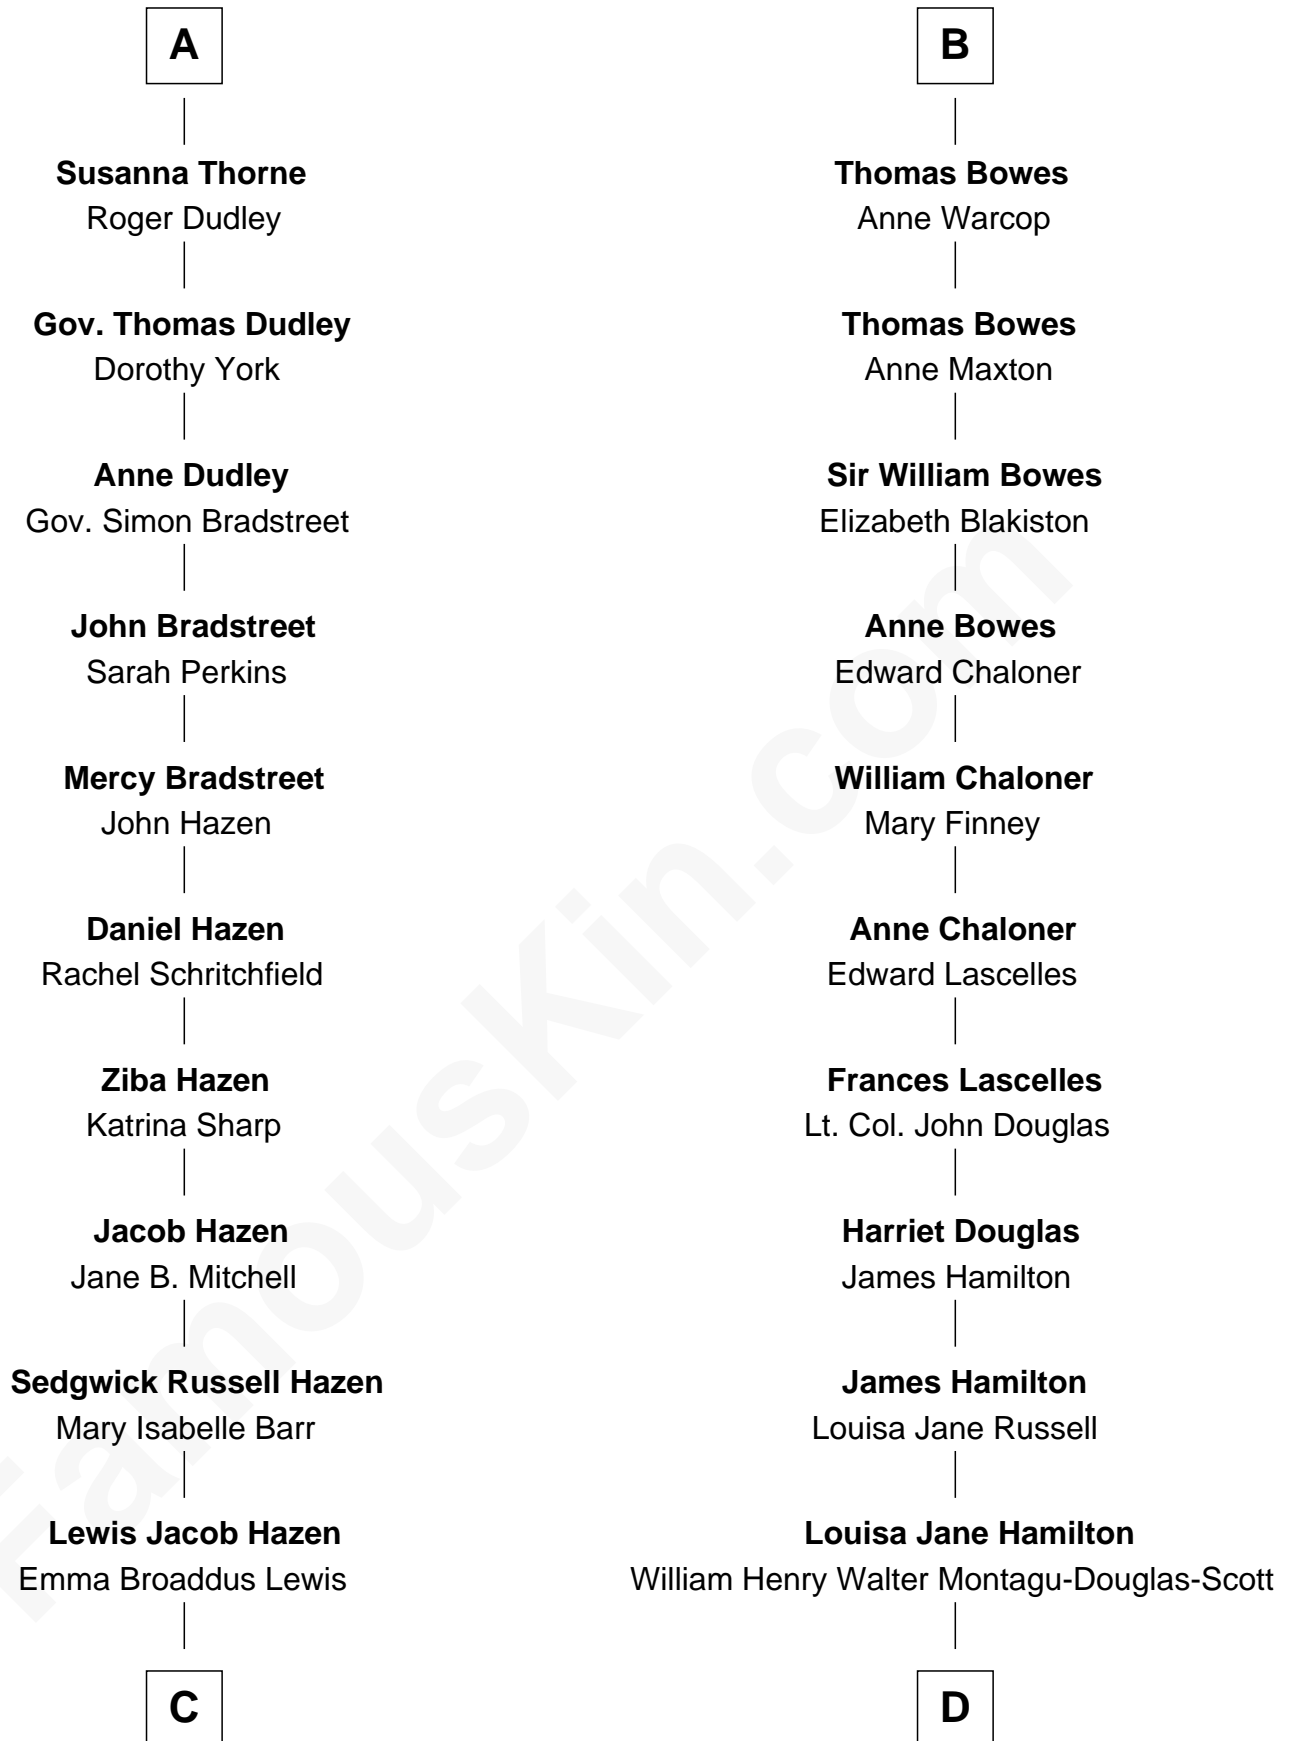 A
Susanna Thorne
Roger Dudley
Gov. Thomas Dudley
Dorothy York
Anne Dudley
Gov. Simon Bradstreet
John Bradstreet
Sarah Perkins
Mercy Bradstreet
John Hazen
Daniel Hazen
Rachel Schritchfield
Ziba Hazen
Katrina Sharp
Jacob Hazen
Jane B. Mitchell
Sedgwick Russell Hazen
Mary Isabelle Barr
Lewis Jacob Hazen
Emma Broaddus Lewis
C
B
Thomas Bowes
Anne Warcop
Thomas Bowes
Anne Maxton
Sir William Bowes
Elizabeth Blakiston
Anne Bowes
Edward Chaloner
William Chaloner
Mary Finney
Anne Chaloner
Edward Lascelles
Frances Lascelles
Lt. Col. John Douglas
Harriet Douglas
James Hamilton
James Hamilton
Louisa Jane Russell
Louisa Jane Hamilton
William Henry Walter Montagu-Douglas-Scott
D
FamousKin.com